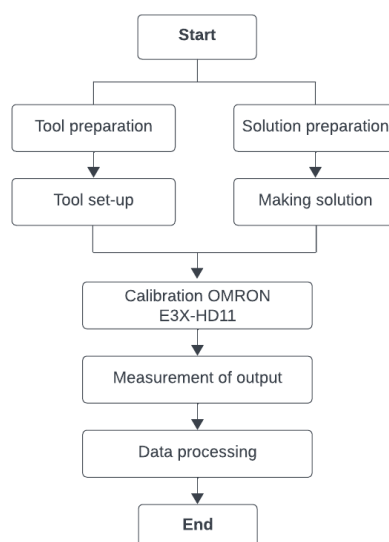 Start
Tool preparation
Solution preparation
Tool set-up
Making solution
Calibration OMRON
E3X-HD11
Measurement of output
Data processing
End